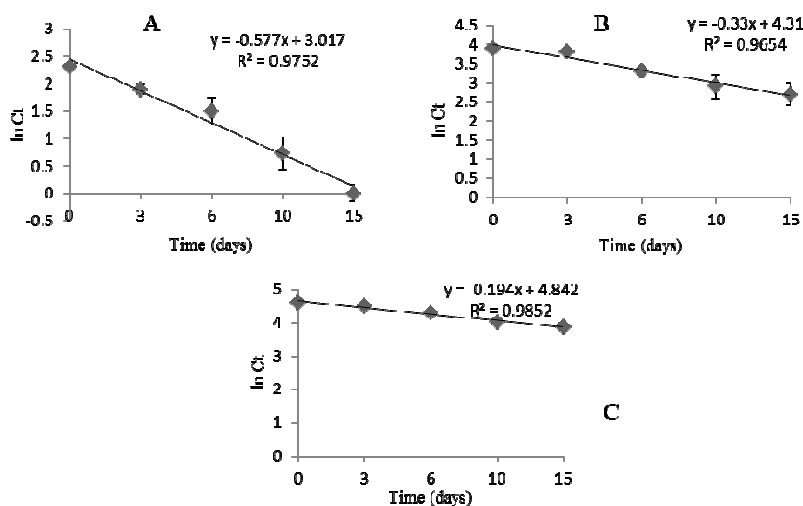 A
y = -0.577x + 3.017
R² = 0.9752
3
2.5
2
1.5
1
0.5
0
-0.5
ln Ct
0 3 6 10 15
Time (days)
B
y = -0.33x + 4.31
R² = 0.9654
4.5
4
3.5
3
2.5
2
1.5
1
0.5
0
ln Ct
0 3 6 10 15
Time (days)
y = 0.194x + 4.842
R² = 0.9852
5
4
3
2
1
0
ln Ct
0 3 6 10 15
Time (days)
C